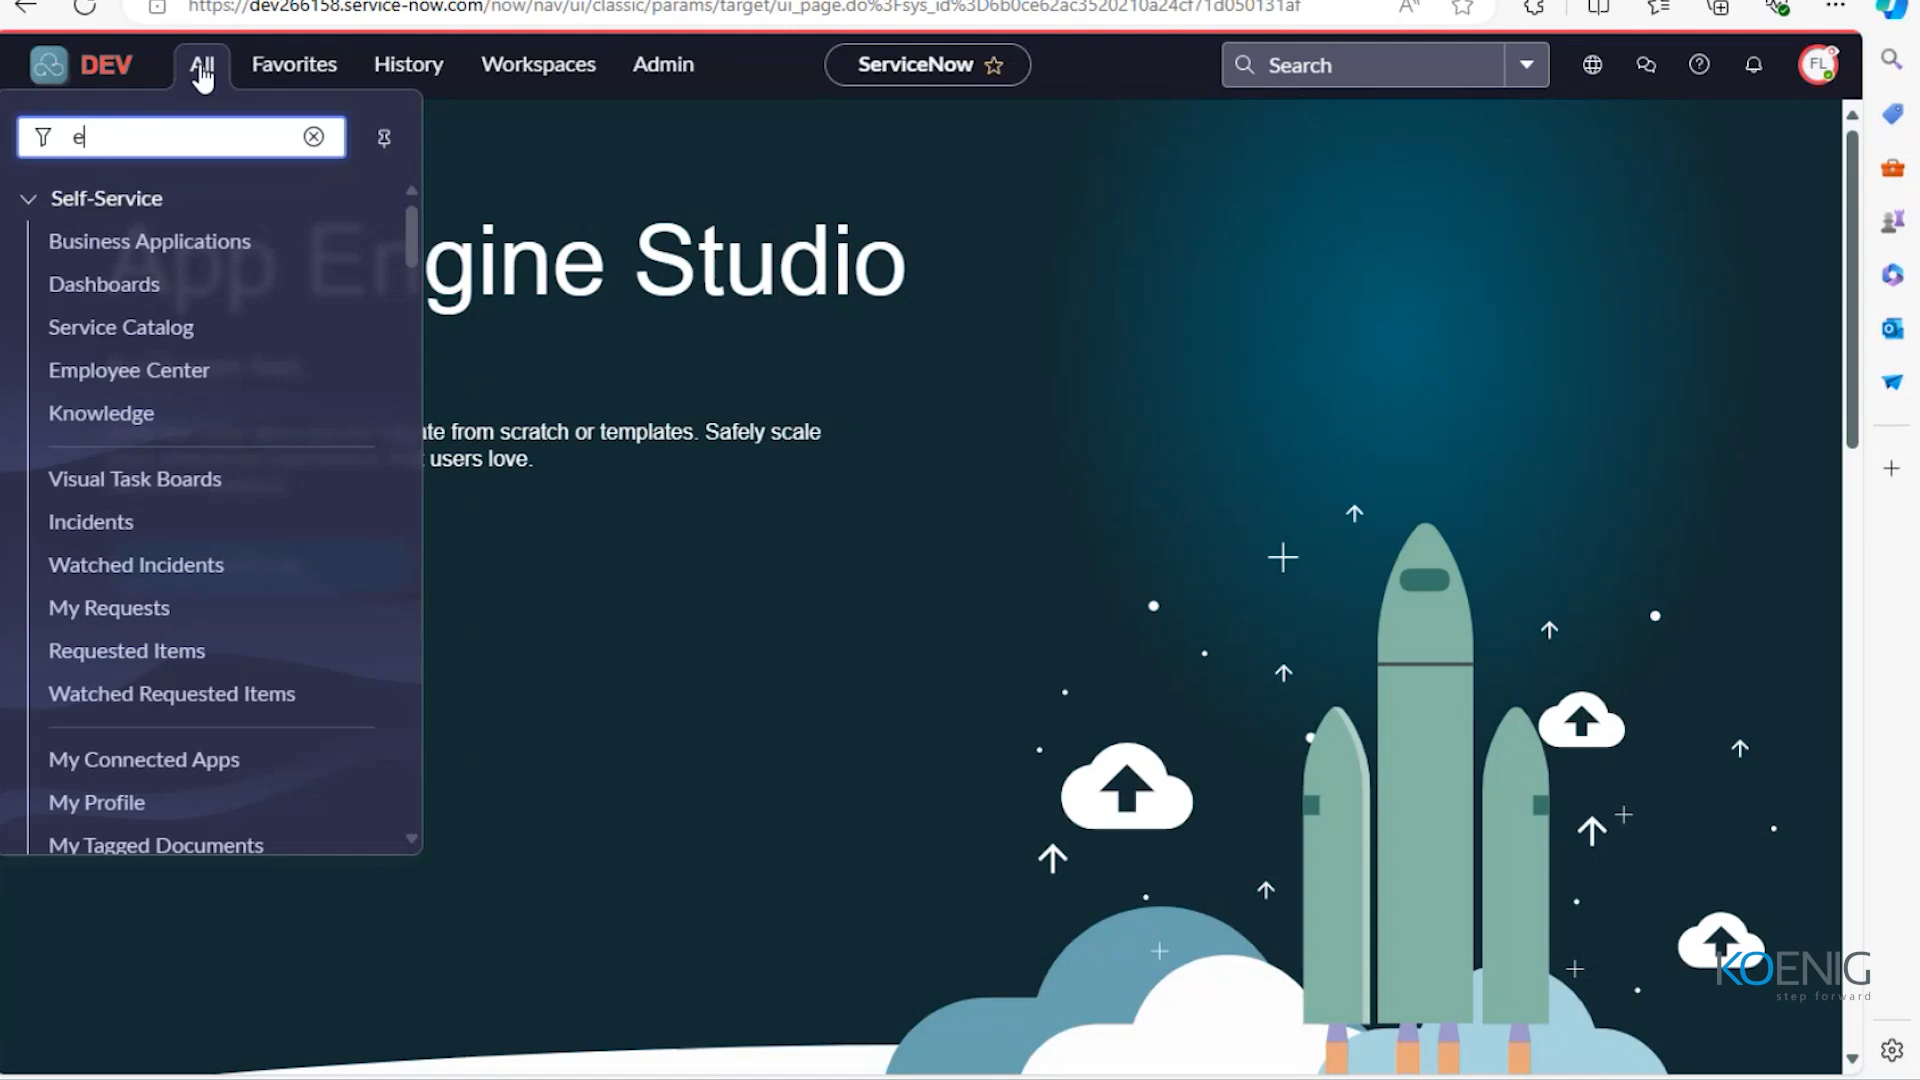 https://dev266158.service-now.com/now/nav/ui/classic/params/target/ui_page.do%3Fsys_id%3D6b0ce62ac3520210a24cf71d050131af
DEV
All
Favorites
History
Workspaces
Admin
ServiceNow
Search
FL
e
Self-Service
Business Applications
Dashboards
Service Catalog
Employee Center
Knowledge
Visual Task Boards
Incidents
Watched Incidents
My Requests
Requested Items
Watched Requested Items
My Connected Apps
My Profile
My Tagged Documents
App Engine Studio
from scratch or templates. Safely scale
users love.
KOENIG
step forward